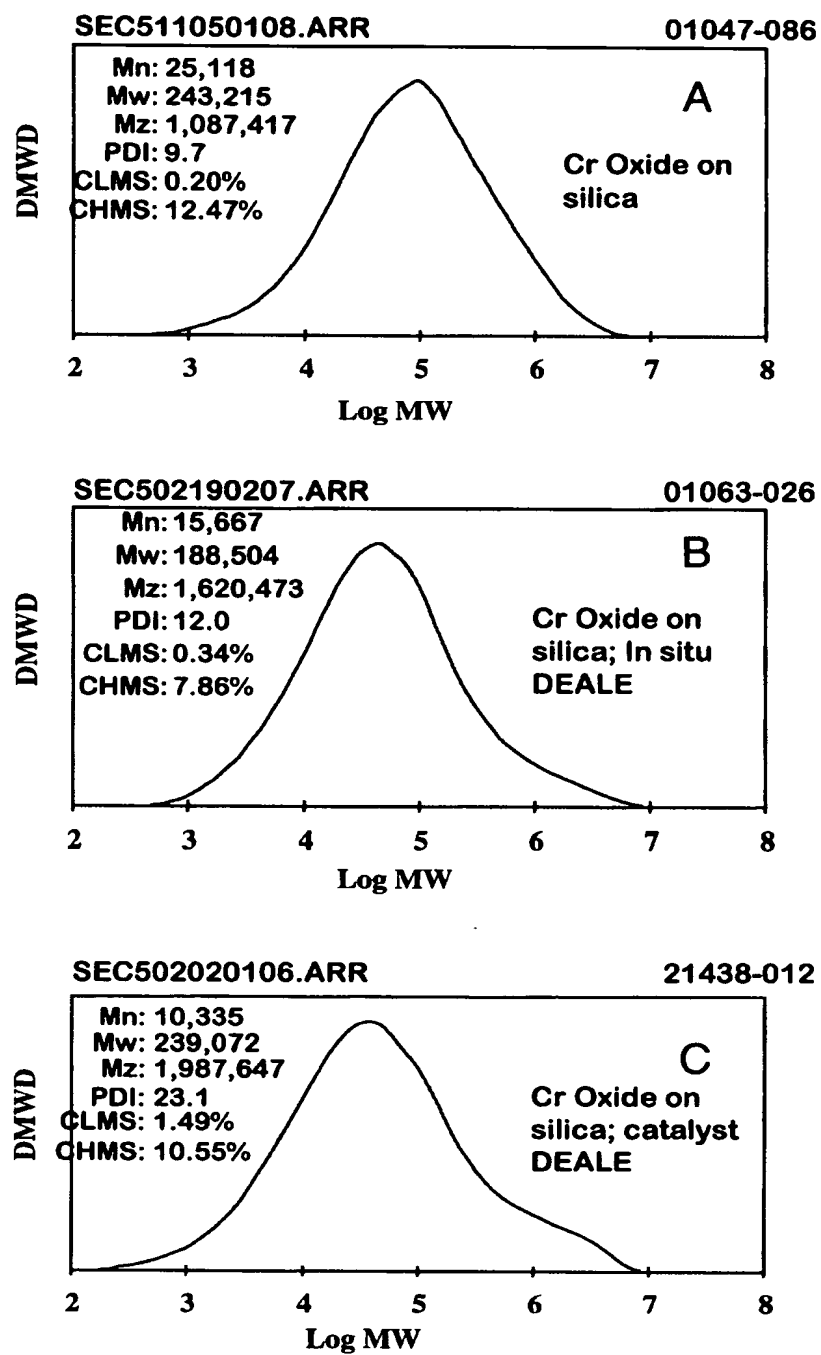 SEC511050108.ARR 01047-086
Mn: 25,118
Mw: 243,215
Mz: 1,087,417
PDI: 9.7
CLMS: 0.20%
CHMS: 12.47%
A
Cr Oxide on
silica
DMWD
2 3 4 5 6 7 8
Log MW
SEC502190207.ARR 01063-026
Mn: 15,667
Mw: 188,504
Mz: 1,620,473
PDI: 12.0
CLMS: 0.34%
CHMS: 7.86%
B
Cr Oxide on
silica; In situ
DEALE
DMWD
2 3 4 5 6 7 8
Log MW
SEC502020106.ARR 21438-012
Mn: 10,335
Mw: 239,072
Mz: 1,987,647
PDI: 23.1
CLMS: 1.49%
CHMS: 10.55%
C
Cr Oxide on
silica; catalyst
DEALE
DMWD
2 3 4 5 6 7 8
Log MW